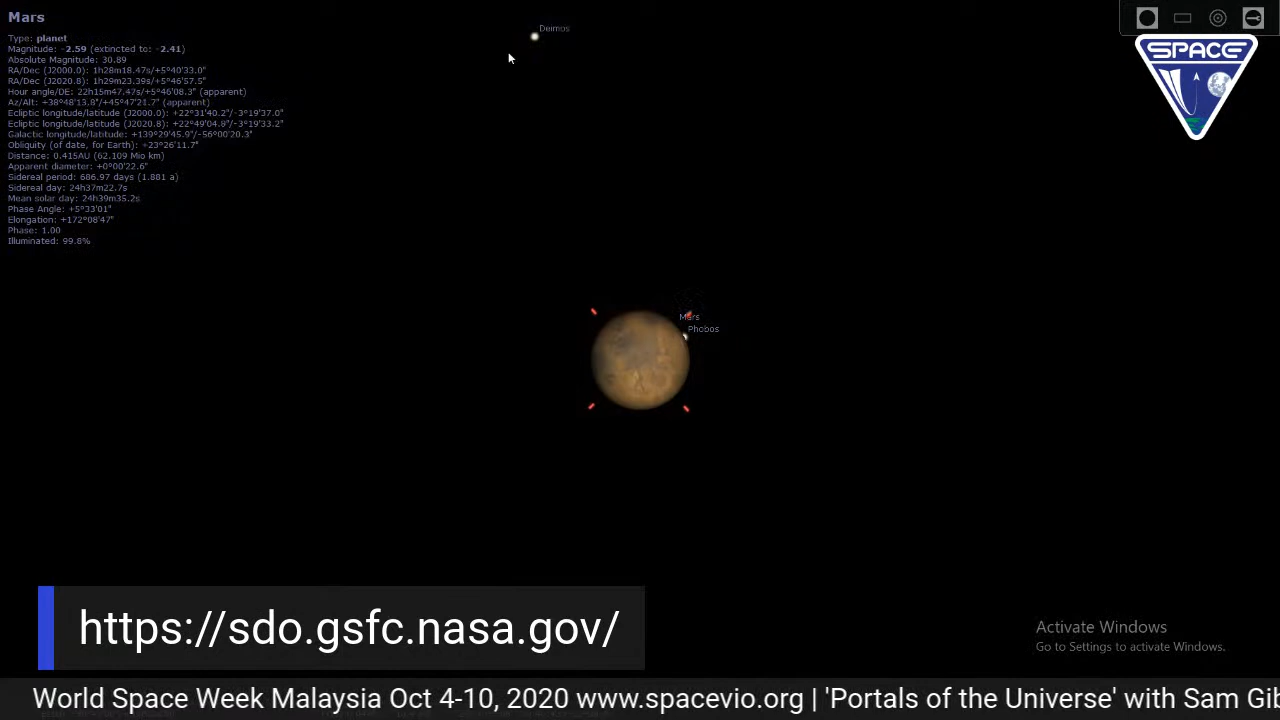 Mars
Type: planet
Magnitude: -2.59 (extincted to: -2.41)
Absolute Magnitude: 30.89
RA/Dec (J2000.0): 1h28m18.47s/+5°40'33.0"
RA/Dec (J2020.8): 1h29m23.39s/+5°46'57.5"
Hour angle/DE: 22h15m47.47s/+5°46'08.3" (apparent)
Az/Alt: +38°48'15.8"/+45°47'21.7" (apparent)
Ecliptic longitude/latitude (J2000.0): +22°31'40.2"/-3°19'37.0"
Ecliptic longitude/latitude (J2020.8): +22°49'04.8"/-3°19'33.2"
Galactic longitude/latitude: +139°29'45.9"/-56°00'20.3"
Obliquity (of date, for Earth): +23°26'11.7"
Distance: 0.415AU (62.109 Mio km)
Apparent diameter: +0°00'22.6"
Sidereal period: 686.97 days (1.881 a)
Sidereal day: 24h37m22.7s
Mean solar day: 24h39m35.2s
Phase Angle: +5°33'01"
Elongation: +172°08'47"
Phase: 1.00
Illuminated: 99.8%
Deimos
SPACE
Mars
Phobos
https://sdo.gsfc.nasa.gov/
Activate Windows
Go to Settings to activate Windows.
World Space Week Malaysia Oct 4-10, 2020 www.spacevio.org | 'Portals of the Universe' with Sam Gib